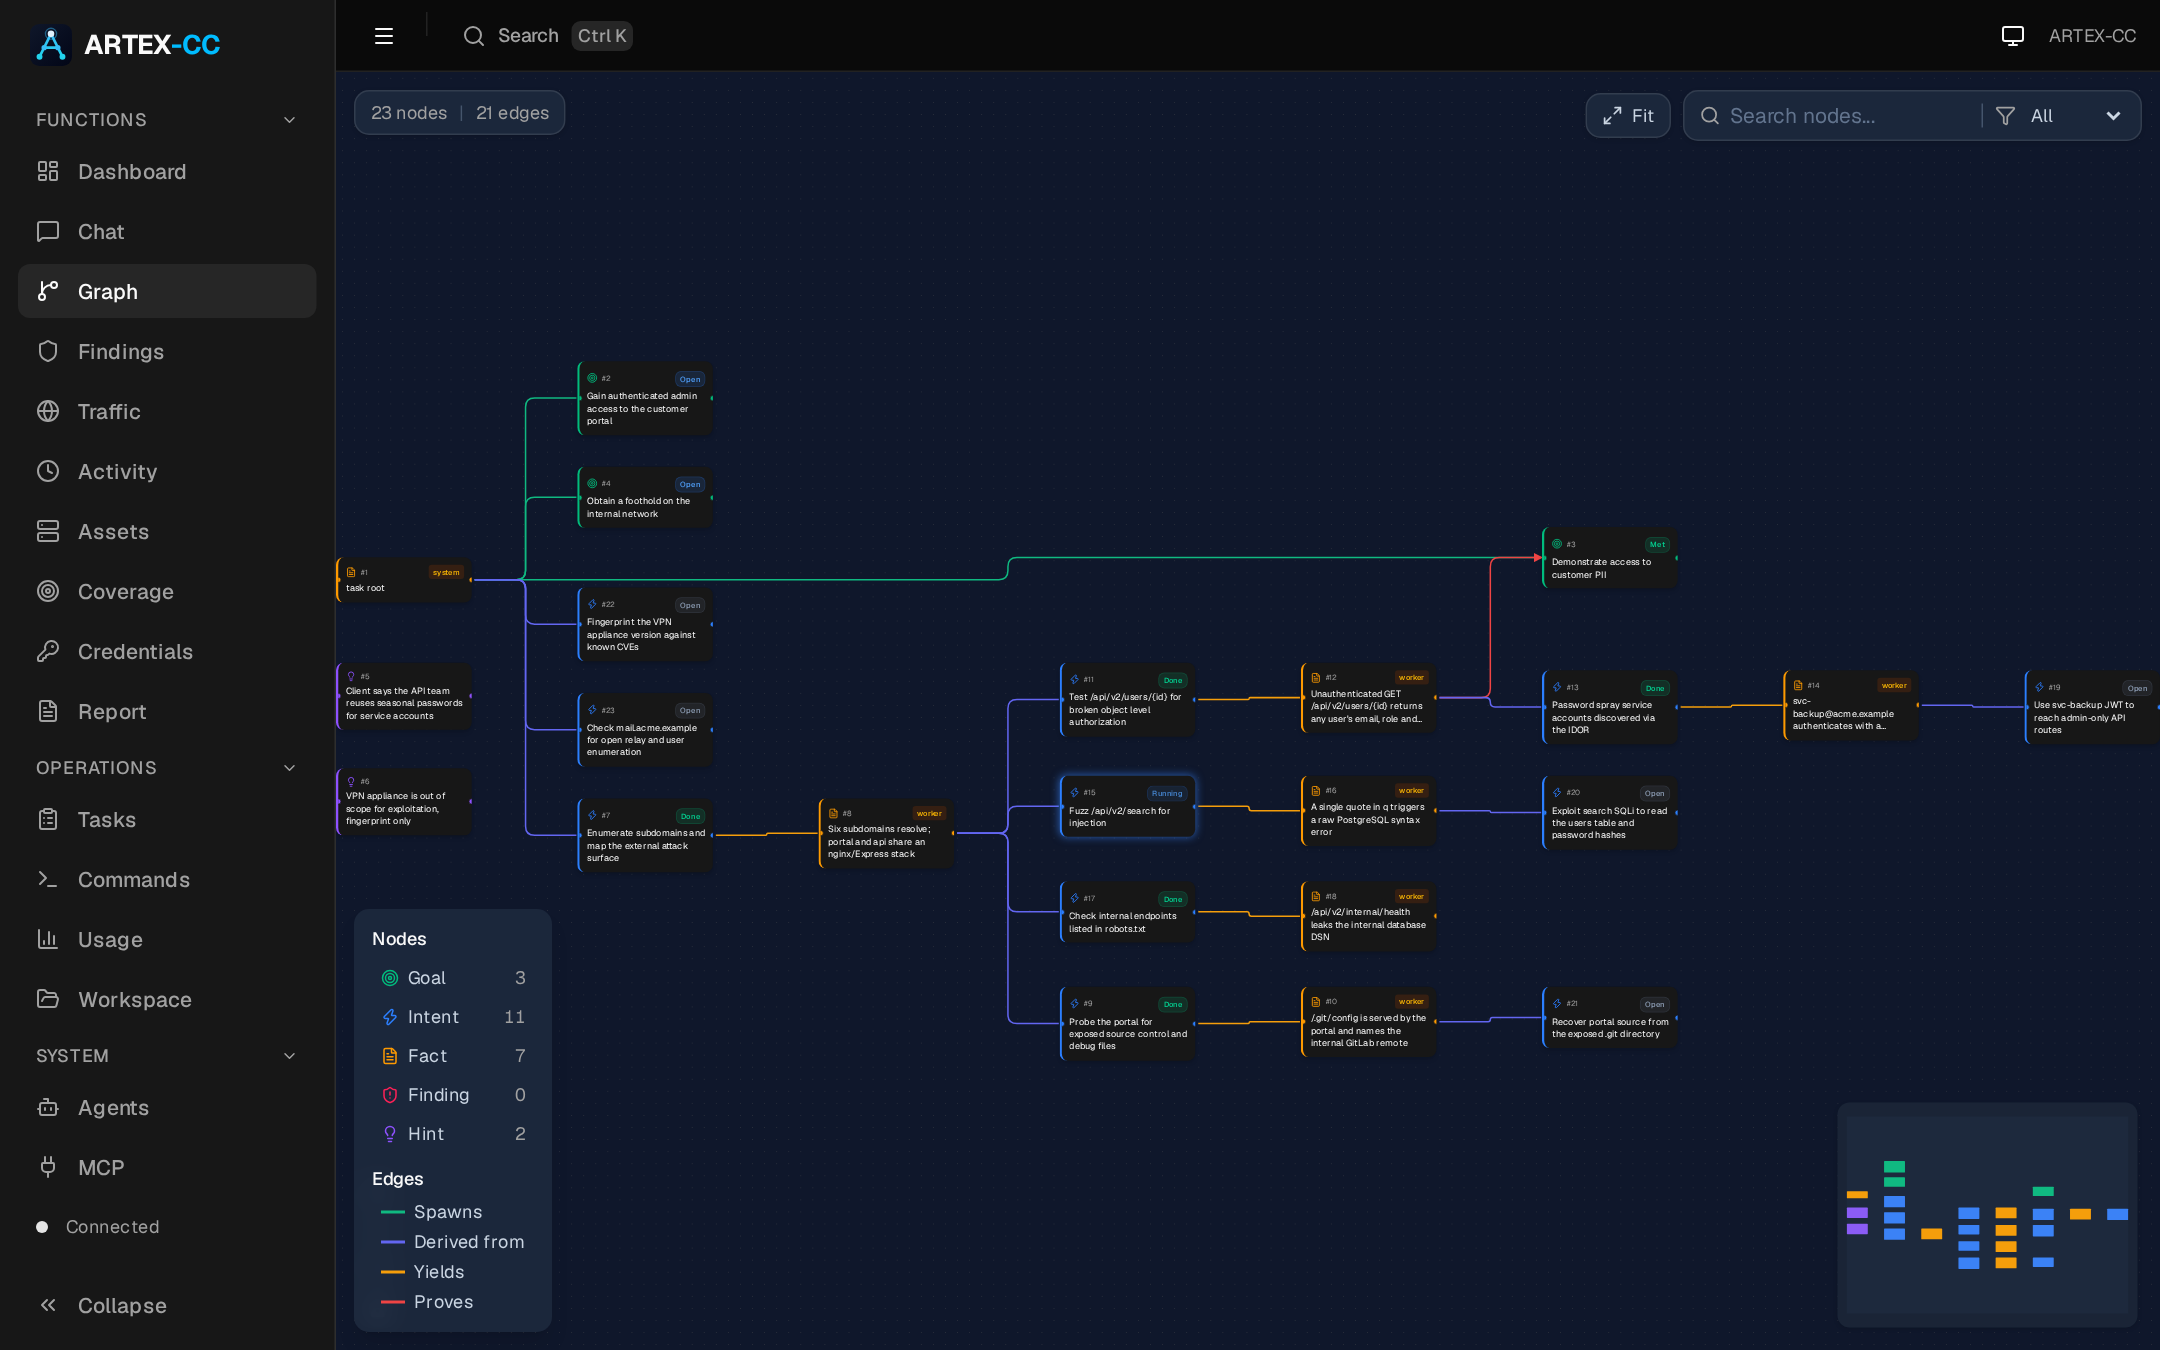 ARTEX-CC
FUNCTIONS
Dashboard
Chat
Graph
Findings
Traffic
Activity
Assets
Coverage
Credentials
Report
OPERATIONS
Tasks
Commands
Usage
Workspace
SYSTEM
Agents
MCP
Connected
Collapse
Search Ctrl K
ARTEX-CC
23 nodes | 21 edges
Fit
Search nodes...
All
#1 system
task root
#5
Client says the API team
reuses seasonal passwords
for service accounts
#6
VPN appliance is out of
scope for exploitation,
fingerprint only
#2 Open
Gain authenticated admin
access to the customer
portal
#4 Open
Obtain a foothold on the
internal network
#22 Open
Fingerprint the VPN
appliance version against
known CVEs
#23 Open
Check mail.acme.example
for open relay and user
enumeration
#7 Done
Enumerate subdomains and
map the external attack
surface
#8 worker
Six subdomains resolve;
portal and api share an
nginx/Express stack
#11 Done
Test /api/v2/users/{id} for
broken object level
authorization
#15 Running
Fuzz /api/v2/search for
injection
#17 Done
Check internal endpoints
listed in robots.txt
#9 Done
Probe the portal for
exposed source control and
debug files
#12 worker
Unauthenticated GET
/api/v2/users/{id} returns
any user's email, role and...
#16 worker
A single quote in q triggers
a raw PostgreSQL syntax
error
#18 worker
/api/v2/internal/health
leaks the internal database
DSN
#10 worker
/.git/config is served by the
portal and names the
internal GitLab remote
#3 Met
Demonstrate access to
customer PII
#13 Done
Password spray service
accounts discovered via
the IDOR
#20 Open
Exploit search SQLi to read
the users table and
password hashes
#21 Open
Recover portal source from
the exposed .git directory
#14 worker
svc-
backup@acme.example
authenticates with a...
#19 Open
Use svc-backup JWT to
reach admin-only API
routes
Nodes
Goal 3
Intent 11
Fact 7
Finding 0
Hint 2
Edges
Spawns
Derived from
Yields
Proves